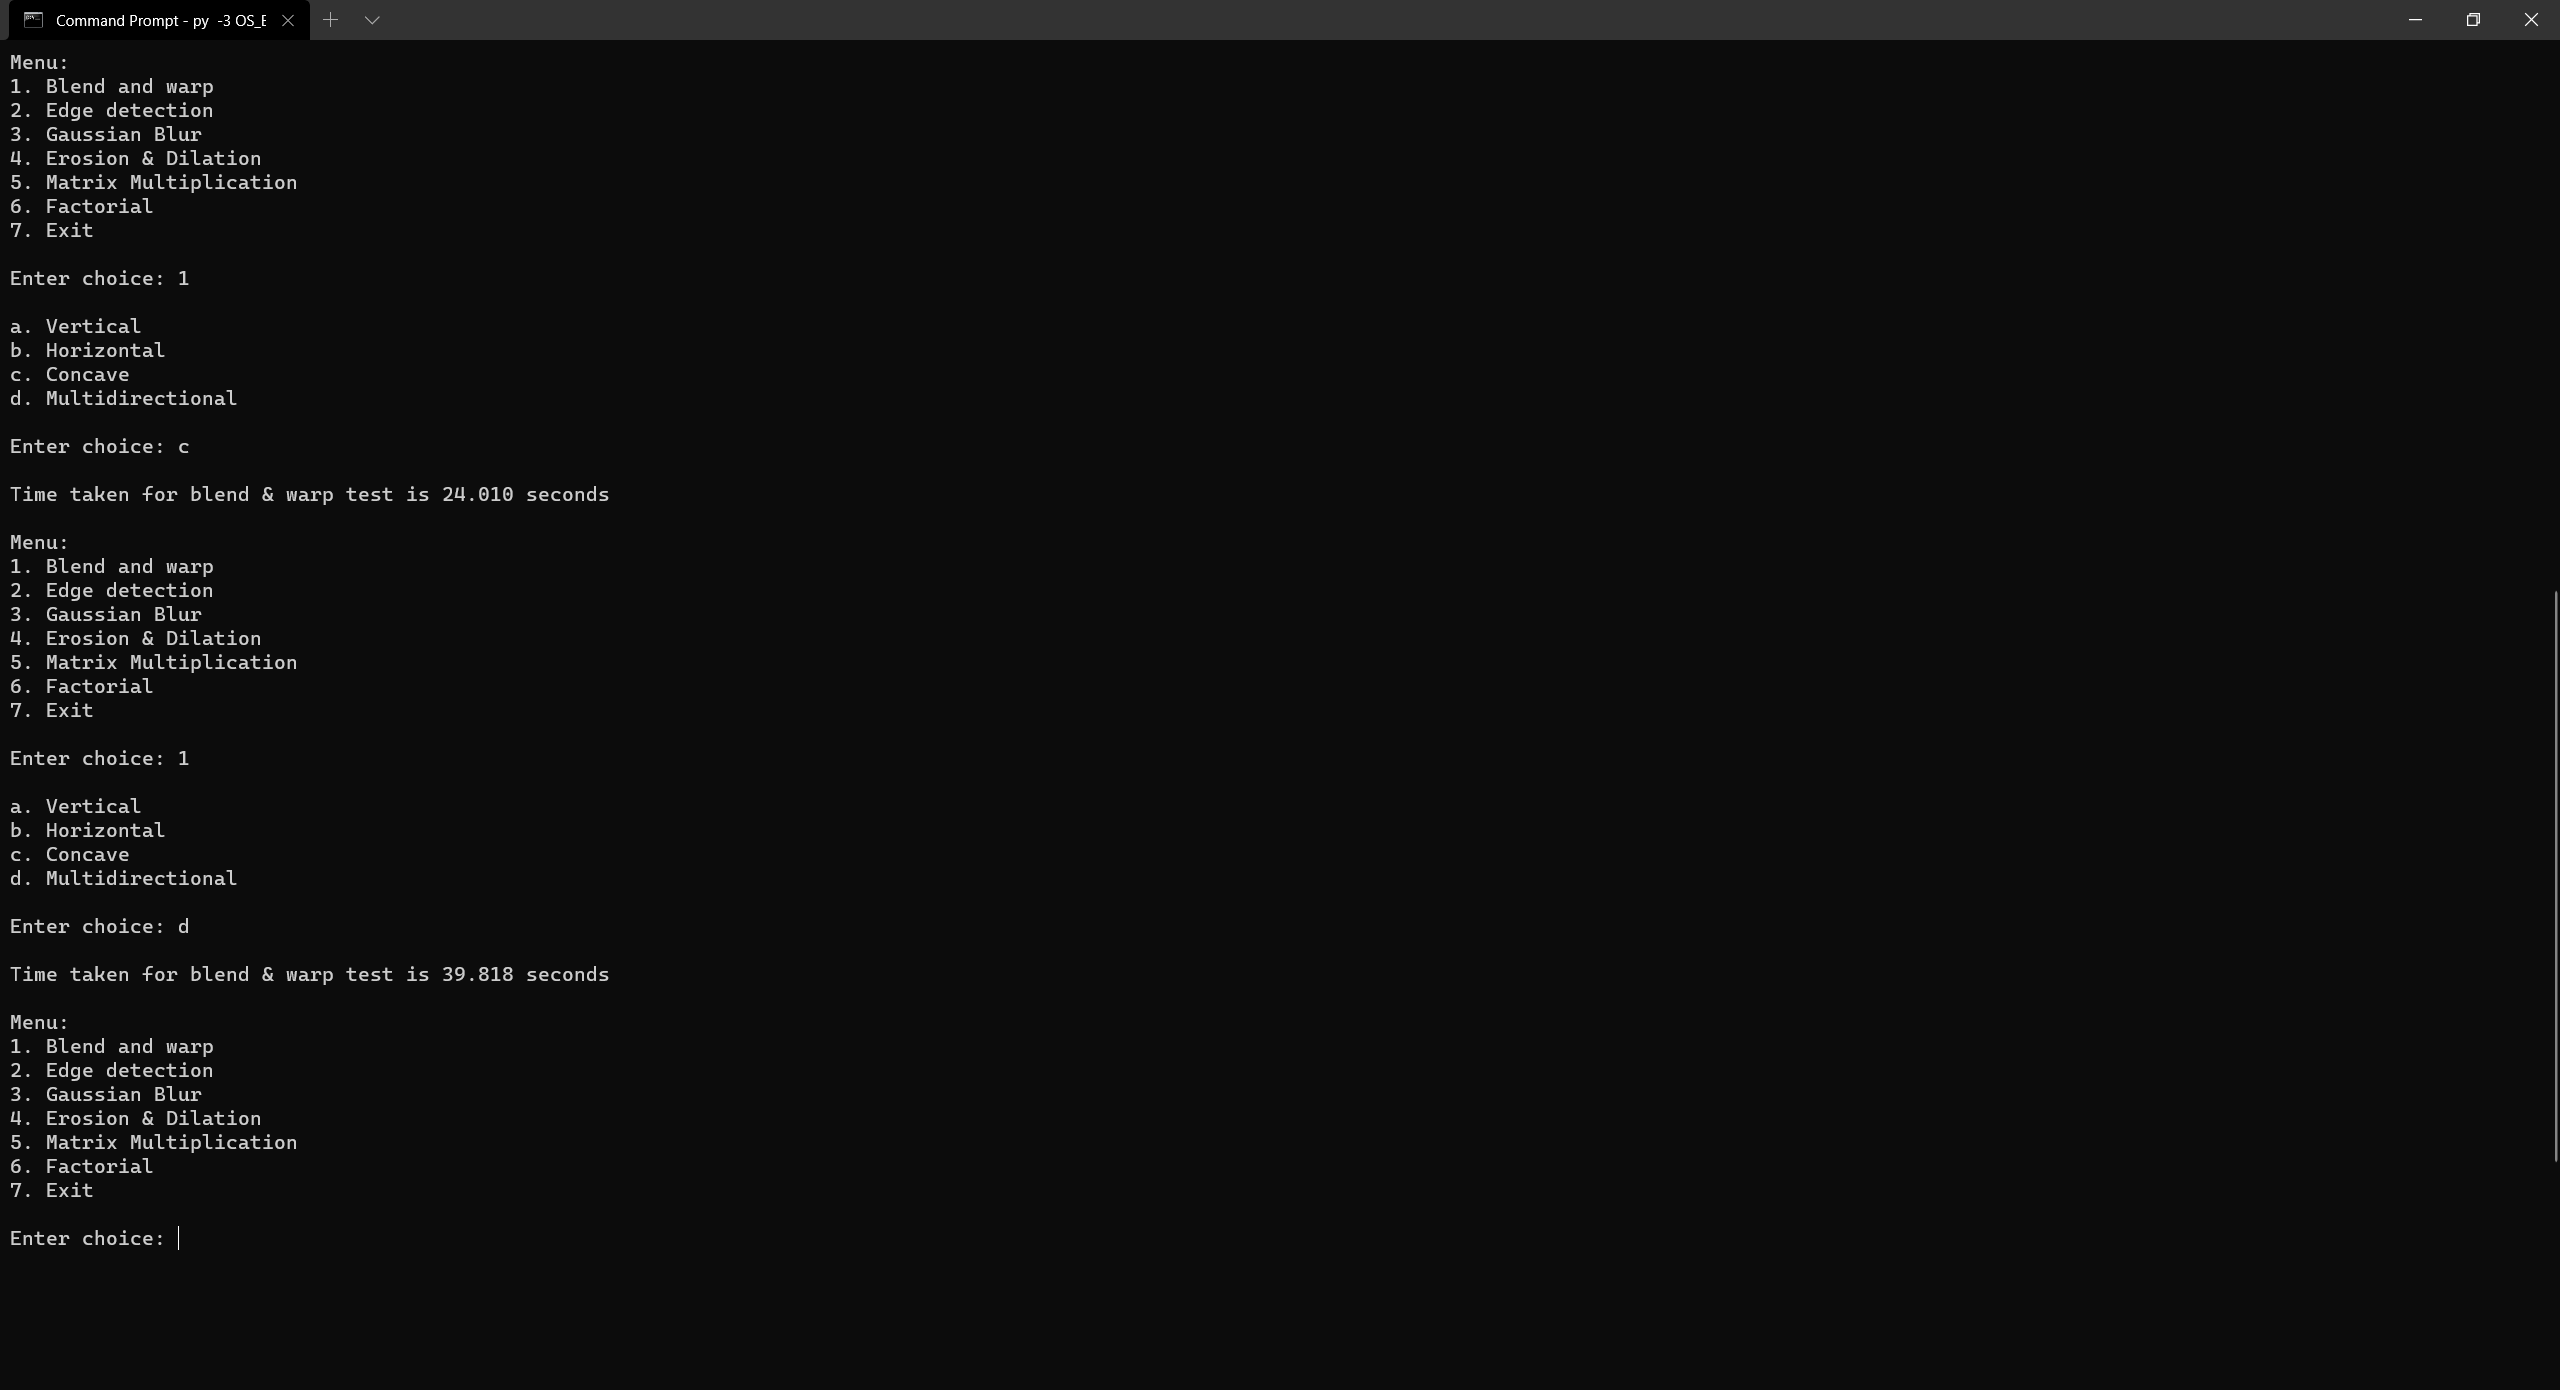 Command Prompt - py  -3 OS_E
Menu:
1. Blend and warp
2. Edge detection
3. Gaussian Blur
4. Erosion & Dilation
5. Matrix Multiplication
6. Factorial
7. Exit
Enter choice: 1
a. Vertical
b. Horizontal
c. Concave
d. Multidirectional
Enter choice: c
Time taken for blend & warp test is 24.010 seconds
Menu:
1. Blend and warp
2. Edge detection
3. Gaussian Blur
4. Erosion & Dilation
5. Matrix Multiplication
6. Factorial
7. Exit
Enter choice: 1
a. Vertical
b. Horizontal
c. Concave
d. Multidirectional
Enter choice: d
Time taken for blend & warp test is 39.818 seconds
Menu:
1. Blend and warp
2. Edge detection
3. Gaussian Blur
4. Erosion & Dilation
5. Matrix Multiplication
6. Factorial
7. Exit
Enter choice: